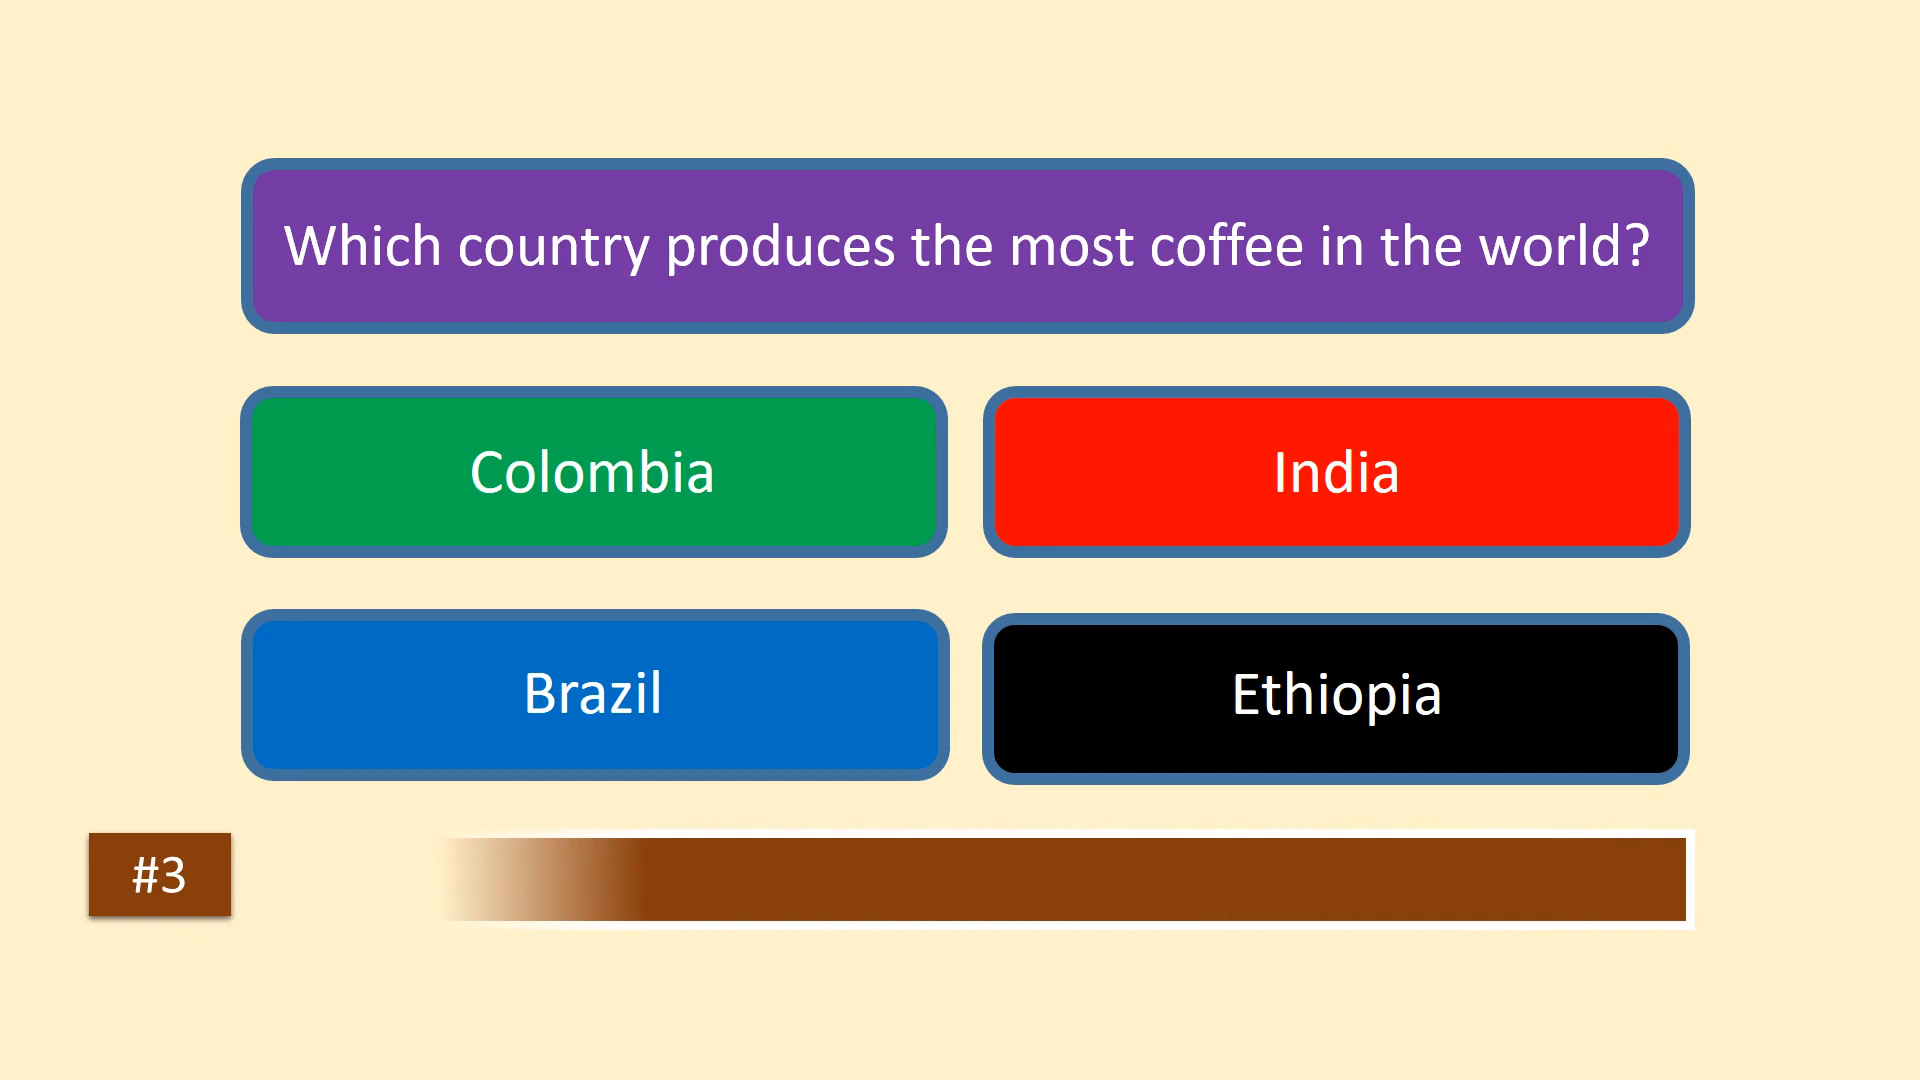 Which country produces the most coffee in the world?
Colombia
India
Brazil
Ethiopia
#3